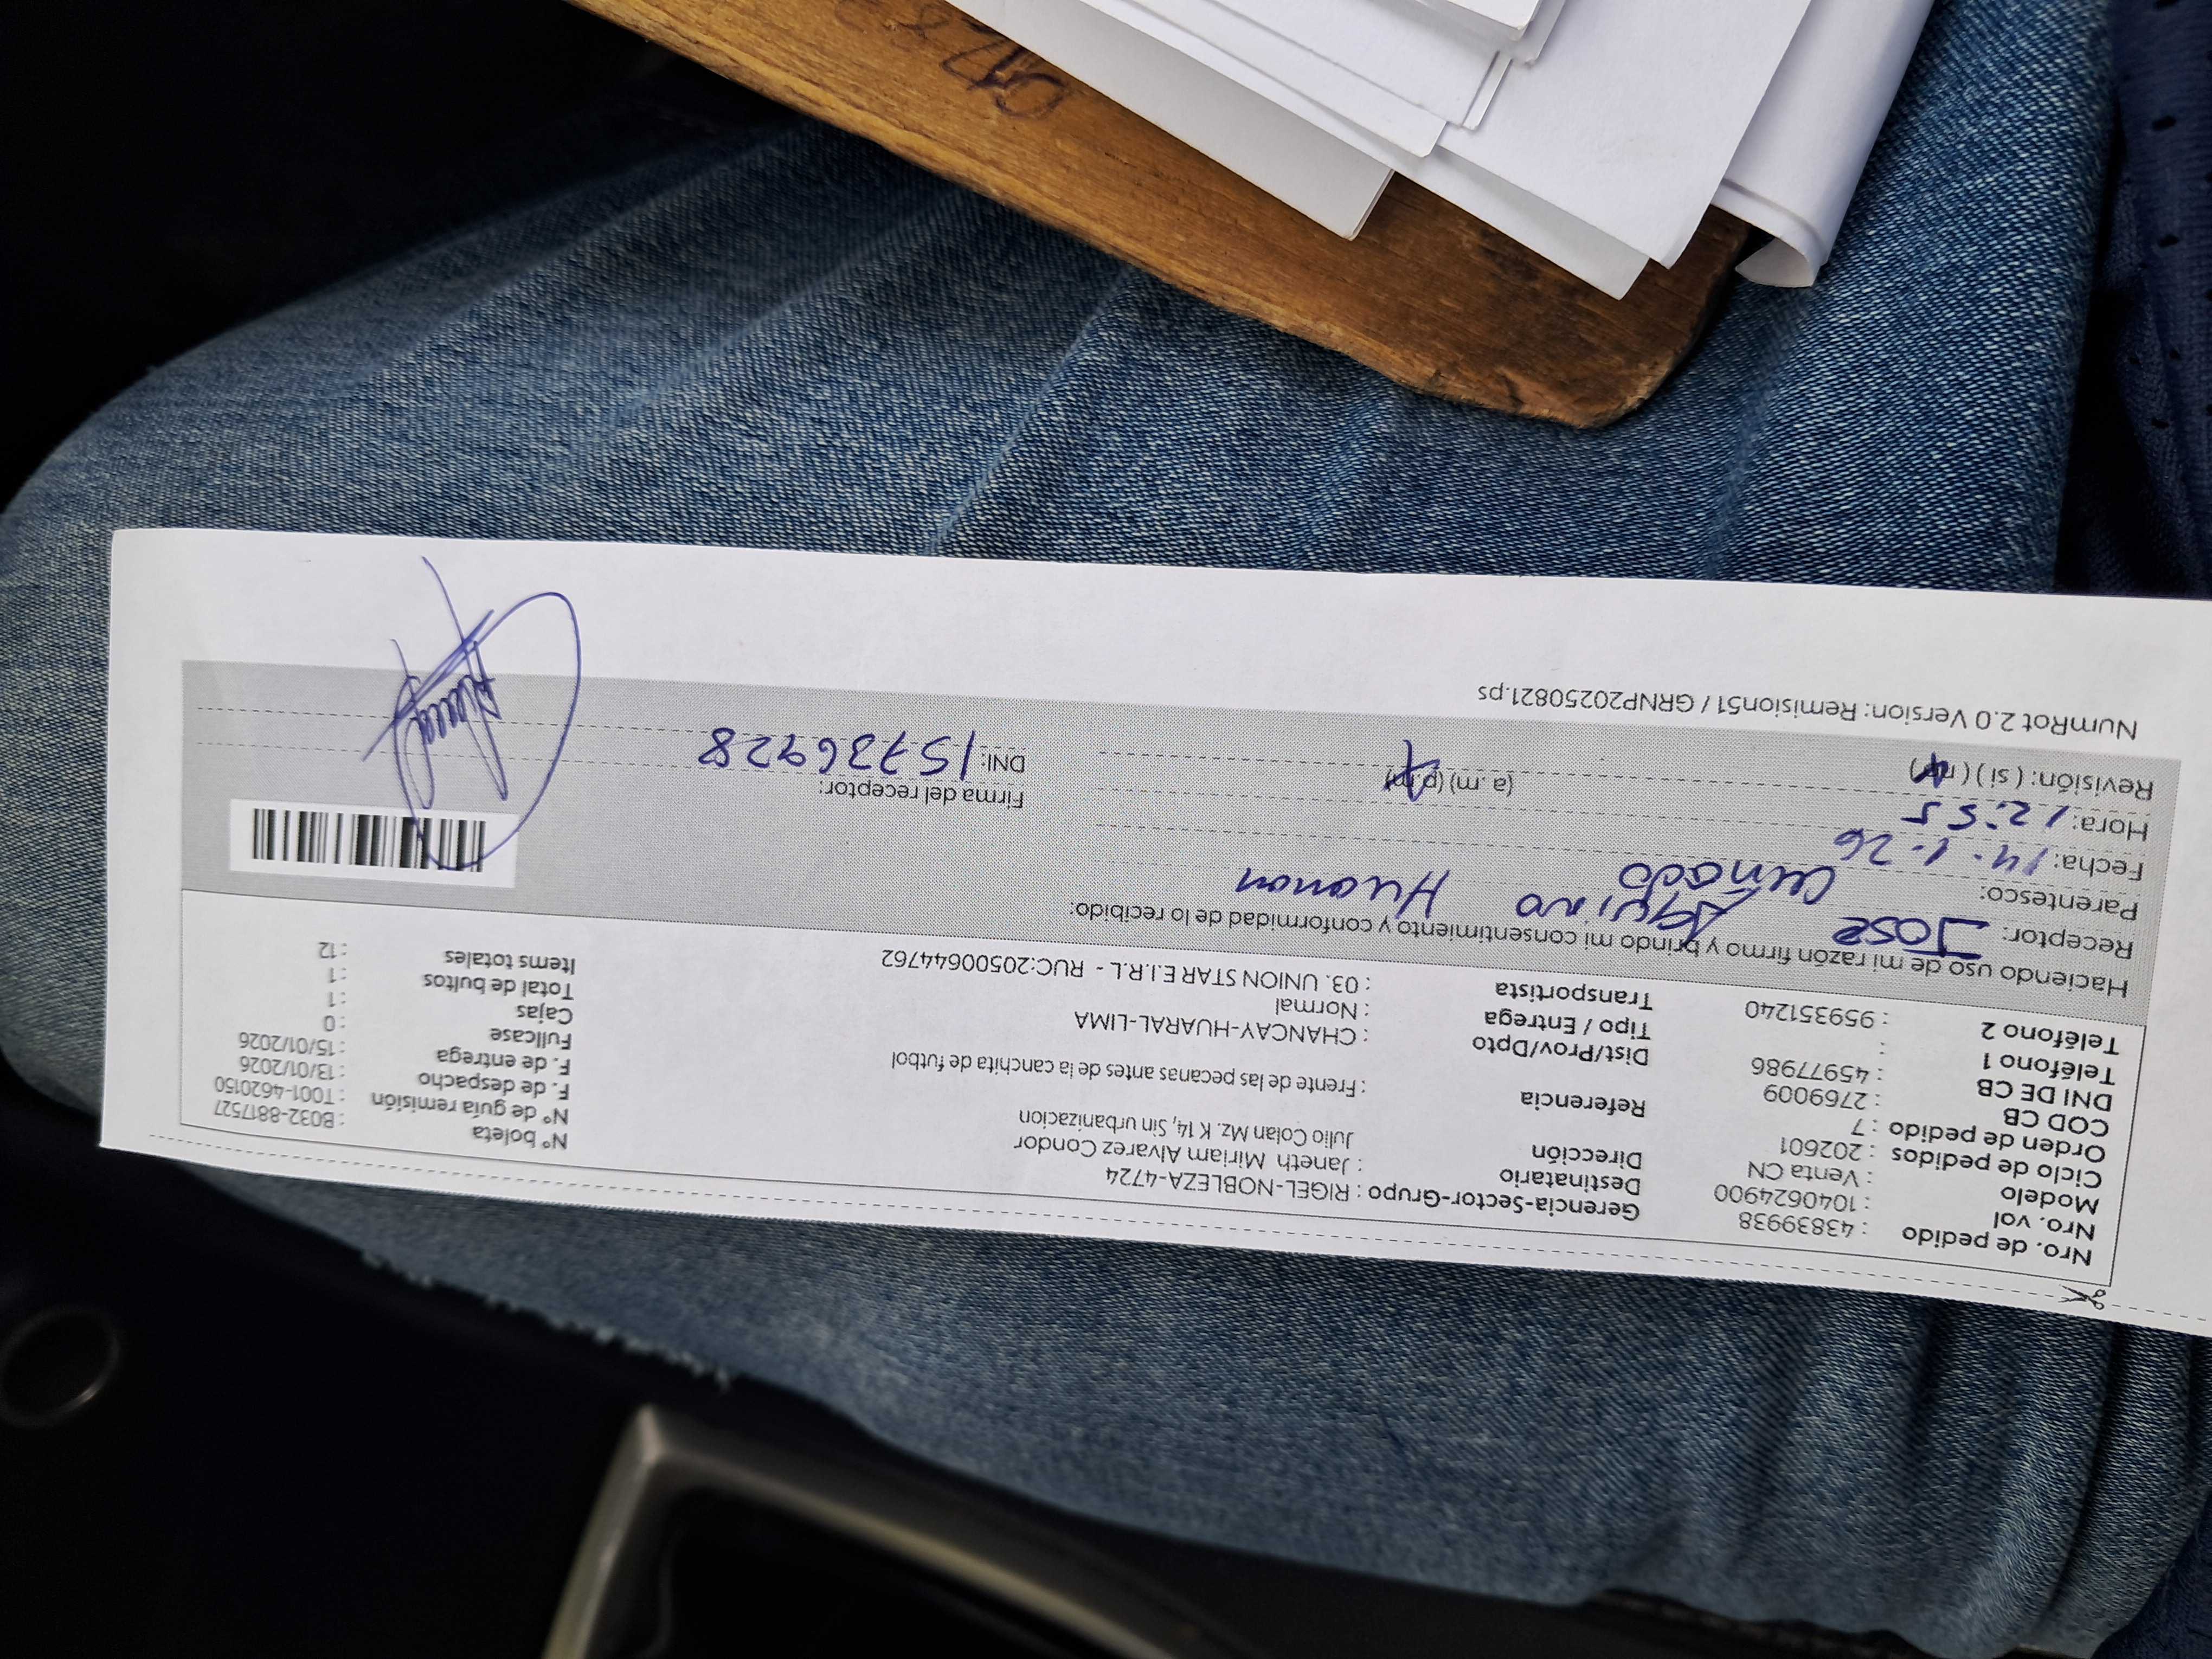 Nro. de pedido : 43839938
Nro. vol : 1040624900
Modelo : Venta CN
Ciclo de pedidos : 202601
Orden de pedido : 7
COD CB : 2769009
DNI DE CB : 45977986
Teléfono 1 :
Teléfono 2 : 959351240
Gerencia-Sector-Grupo : RIGEL-NOBLEZA-4724
Destinatario : Janeth Miriam Alvarez Condor
Dirección Julio Colan Mz. K 14, Sin urbanizacion
Referencia : Frente de las pecanas antes de la canchita de futbol
Dist/Prov/Dpto : CHANCAY-HUARAL-LIMA
Tipo / Entrega : Normal
Transportista : 03. UNION STAR E.I.R.L - RUC:20500644762
N° boleta : B032-8817527
N° de guía remisión : T001-4620150
F. de despacho : 13/01/2026
F. de entrega : 15/01/2026
Fullcase : 0
Cajas : 1
Total de bultos : 1
Items totales : 12
Haciendo uso de mi razón firmo y brindo mi consentimiento y conformidad de lo recibido:
Receptor: Jose Aquino Huaman
Parentesco: Cuñado
Fecha: 14-1-26
Hora: 12:55 (a.m) (p.m)
Revisión: ( si ) ( no )
Firma del receptor:
DNI: 15736928
NumRot 2.0 Version: Remision51 / GRNP20250821.ps